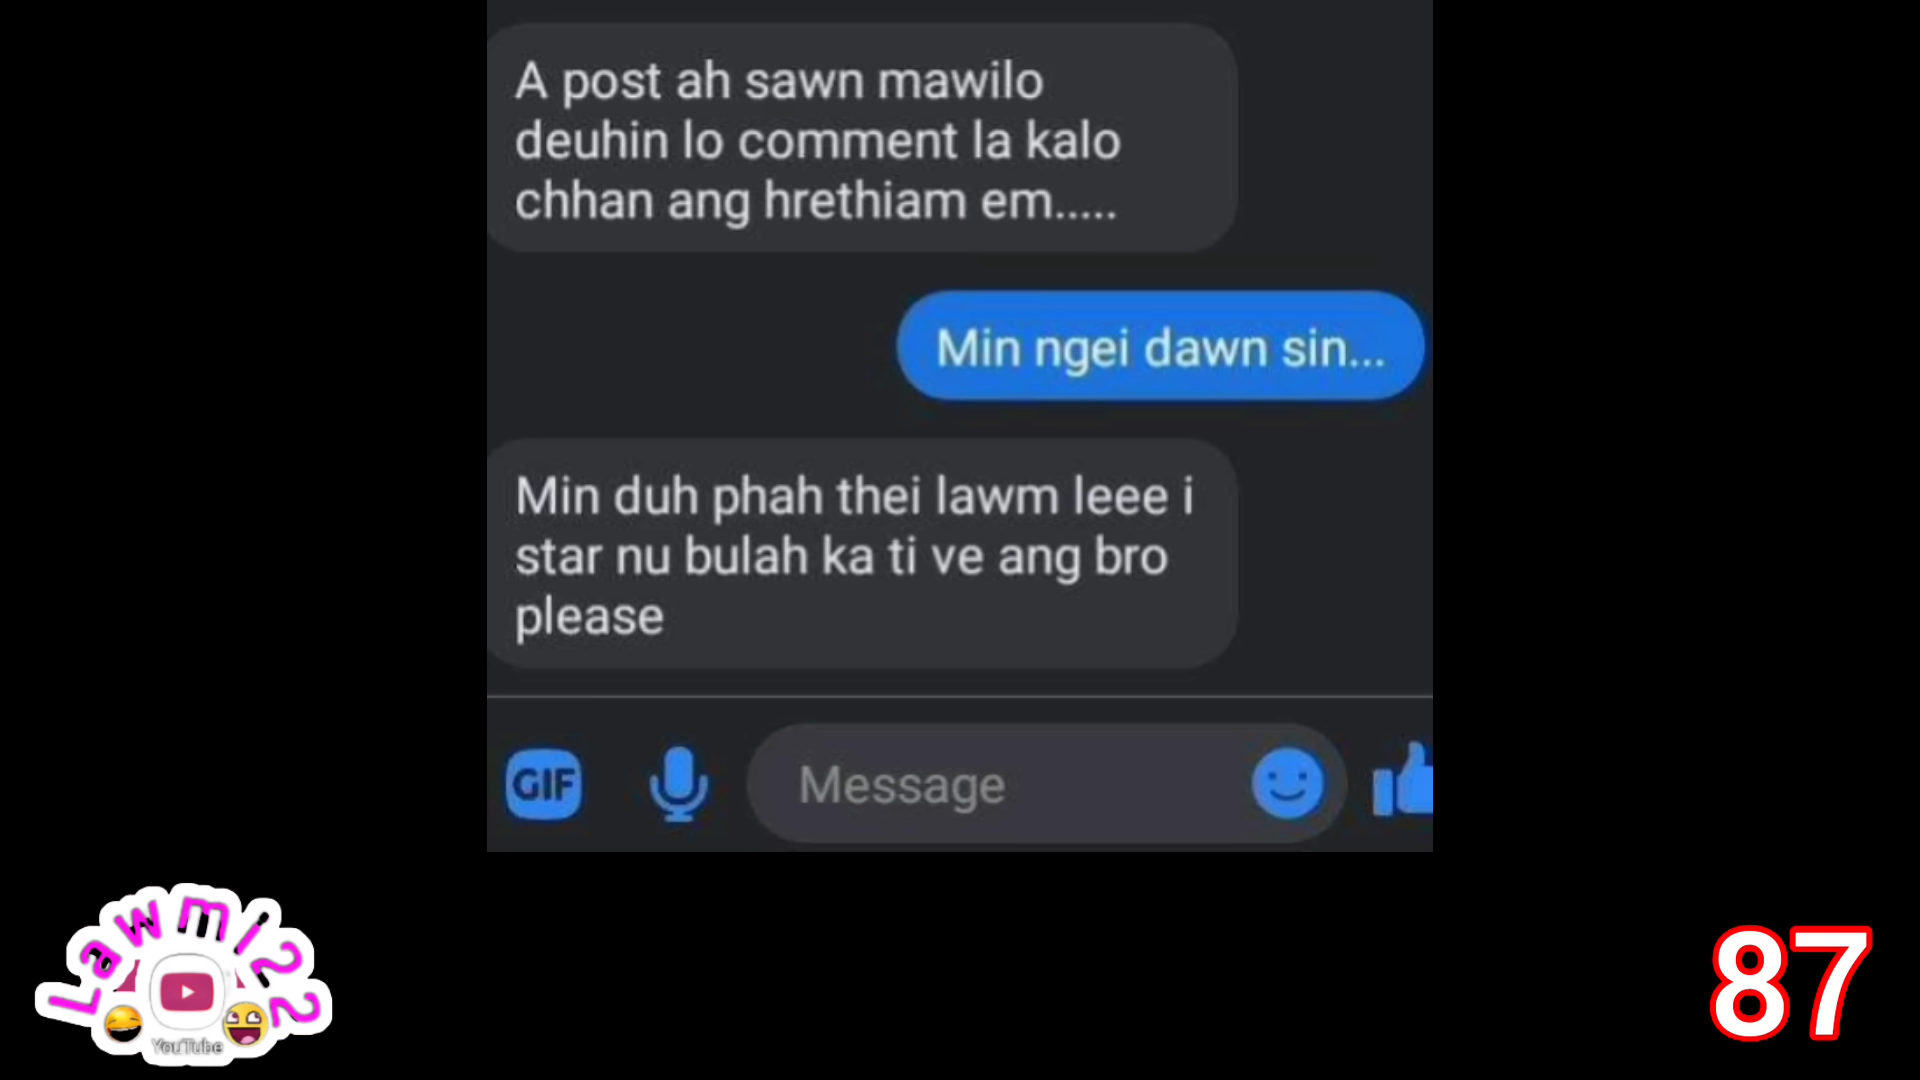 A post ah sawn mawilo
deuhin lo comment la kalo
chhan ang hrethiam em.....
Min ngei dawn sin...
Min duh phah thei lawm leee i
star nu bulah ka ti ve ang bro
please
GIF
Message
Lawmi22
YouTube
87